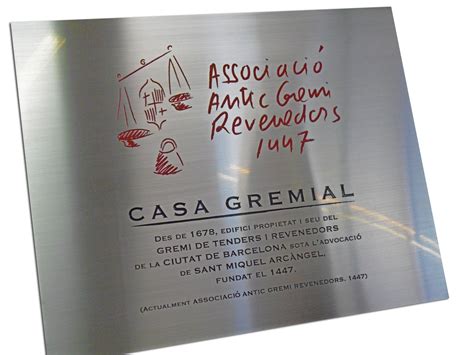 Associació
Antic Gremi
Revenedors
1447
CASA GREMIAL
DES DE 1678, EDIFICI PROPIETAT I SEU DEL
GREMI DE TENDERS I REVENEDORS
DE LA CIUTAT DE BARCELONA SOTA L'ADVOCACIÓ
DE SANT MIQUEL ARCÀNGEL,
FUNDAT EL 1447.
(ACTUALMENT ASSOCIACIÓ ANTIC GREMI REVENEDORS. 1447)